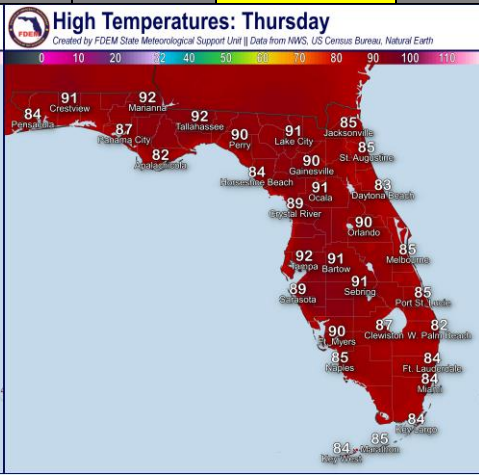 FDEM
High Temperatures: Thursday
Created by FDEM State Meteorological Support Unit || Data from NWS, US Census Bureau, Natural Earth
0 10 20 32 40 50 60 70 80 90 100 110
84
Pensacola
91
Crestview
92
Marianna
87
Panama City
82
Apalachicola
92
Tallahassee
90
Perry
91
Lake City
85
Jacksonville
85
St. Augustine
84
Horseshoe Beach
90
Gainesville
91
Ocala
83
Daytona Beach
89
Crystal River
90
Orlando
92
Tampa
91
Bartow
85
Melbourne
89
Sarasota
91
Sebring
85
Port St. Lucie
90
Ft. Myers
87
Clewiston
82
W. Palm Beach
85
Naples
84
Ft. Lauderdale
84
Miami
84
Key Largo
85
Marathon
84
Key West